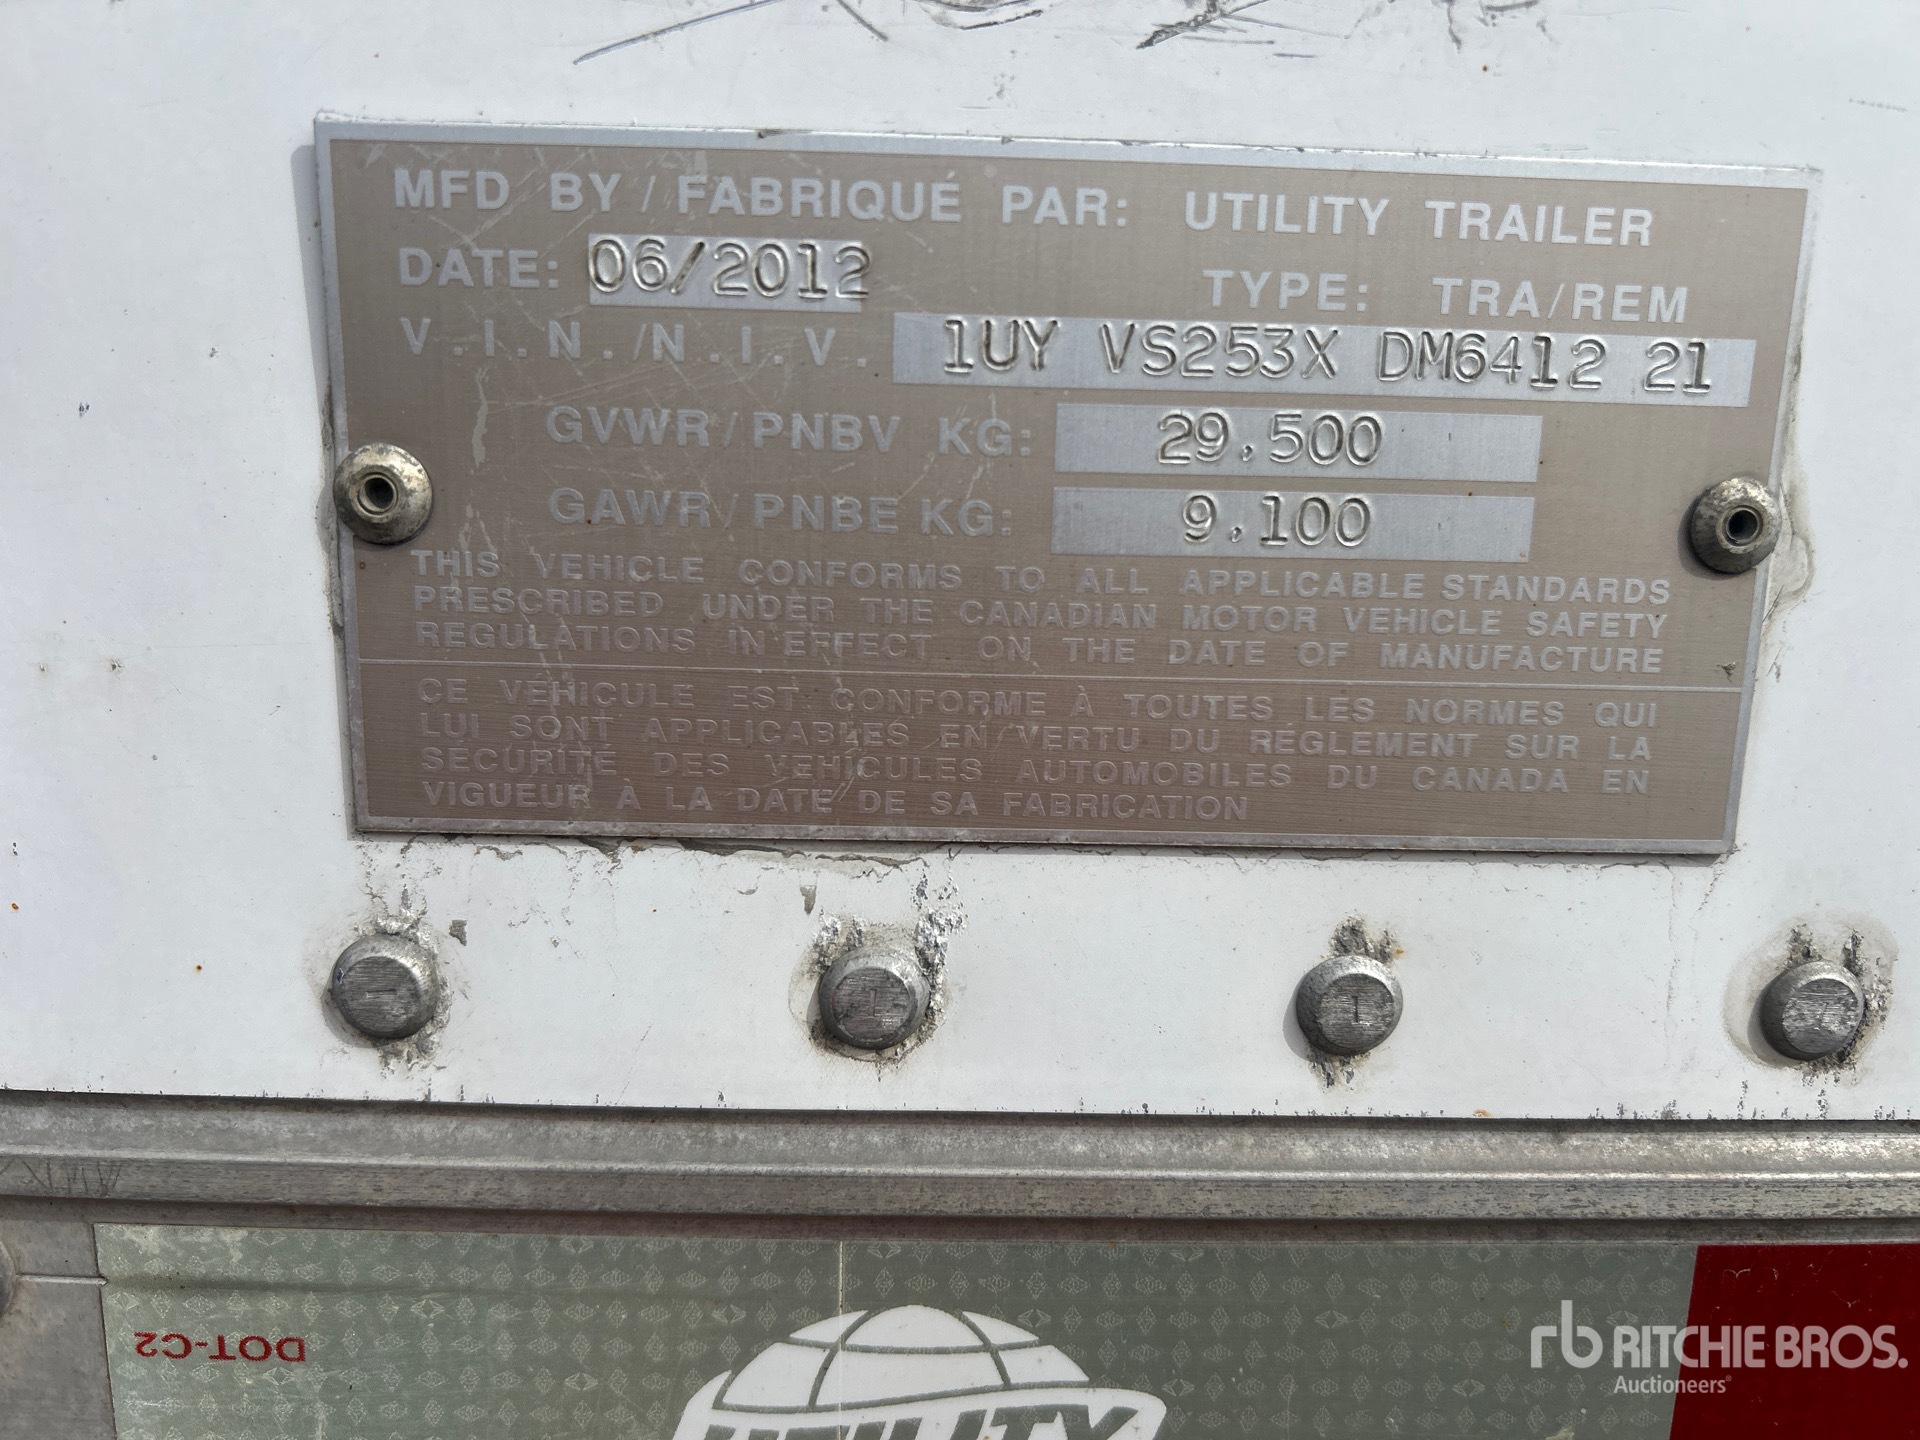 MFD BY / FABRIQUÉ PAR: UTILITY TRAILER
DATE: 06/2012 TYPE: TRA/REM
V.I.N./N.I.V. 1UY VS253X DM6412 21
GVWR/PNBV KG: 29.500
GAWR/PNBE KG: 9.100
THIS VEHICLE CONFORMS TO ALL APPLICABLE STANDARDS
PRESCRIBED UNDER THE CANADIAN MOTOR VEHICLE SAFETY
REGULATIONS IN EFFECT ON THE DATE OF MANUFACTURE
CE VÉHICULE EST CONFORME À TOUTES LES NORMES QUI
LUI SONT APPLICABLES EN VERTU DU RÉGLEMENT SUR LA
SÉCURITÉ DES VÉHICULES AUTOMOBILES DU CANADA EN
VIGUEUR À LA DATE DE SA FABRICATION
DOT-C2
UTILITY
rb RITCHIE BROS.
Auctioneers